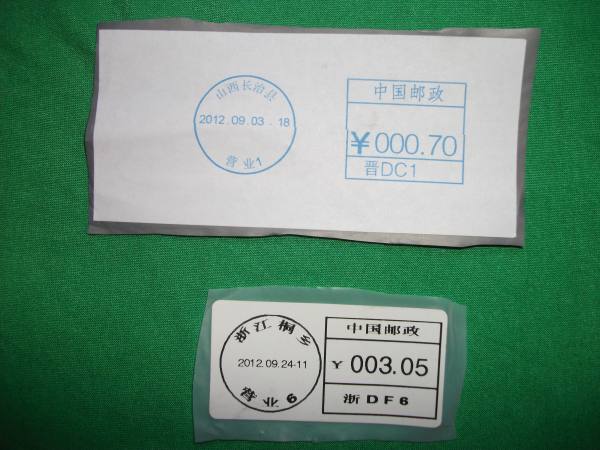 山西长治县
2012.09.03.18
营业1
中国邮政
¥000.70
晋DC1
浙江桐乡
2012.09.24-11
营业6
中国邮政
¥ 003.05
浙DF6